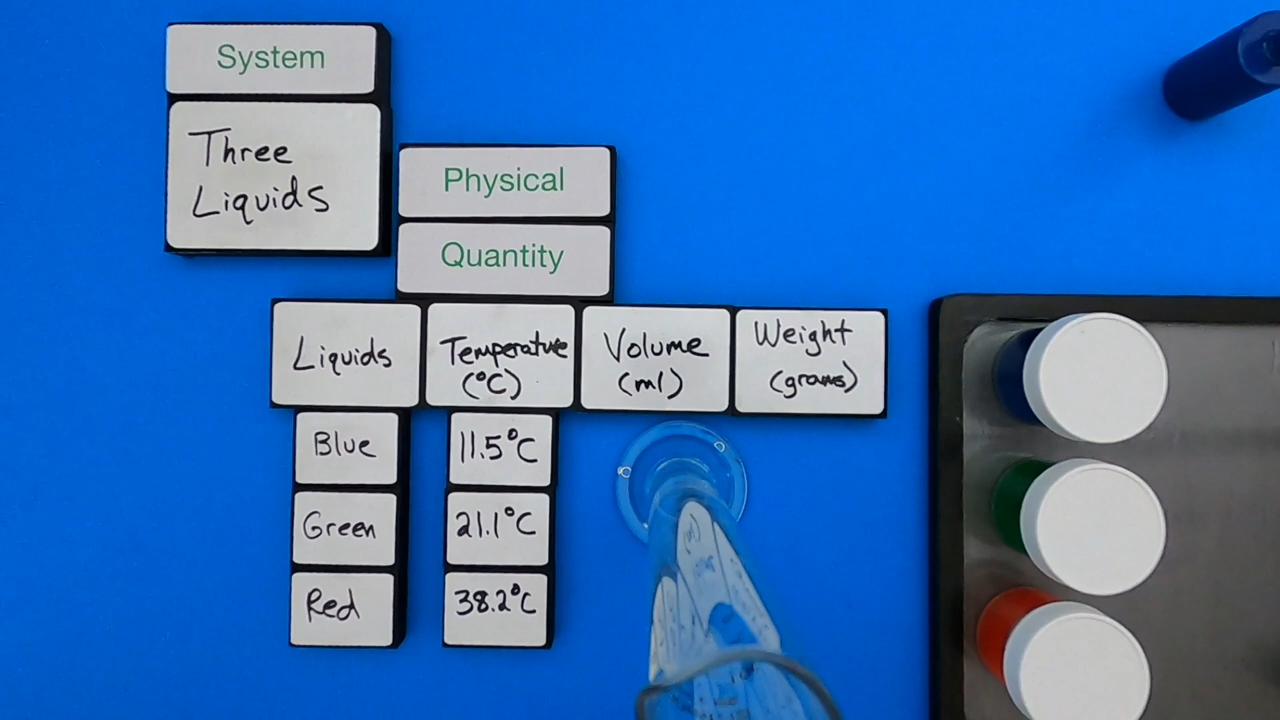 System
Three
Liquids
Physical
Quantity
Liquids
Temperature
(°C)
Volume
(ml)
Weight
(grams)
Blue
11.5°C
Green
21.1°C
Red
38.2°C